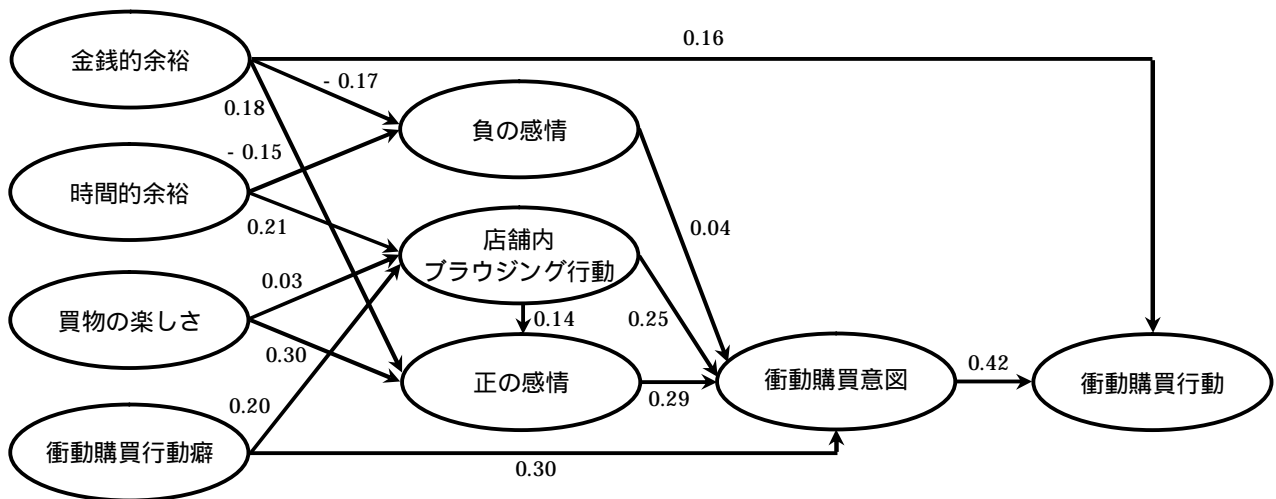 金銭的余裕
0.16
- 0.17
0.18
負の感情
- 0.15
時間的余裕
0.21
0.04
店舗内
ブラウジング行動
0.03
買物の楽しさ
0.14
0.25
0.30
正の感情
0.29
衝動購買意図
0.42
衝動購買行動
0.20
衝動購買行動癖
0.30